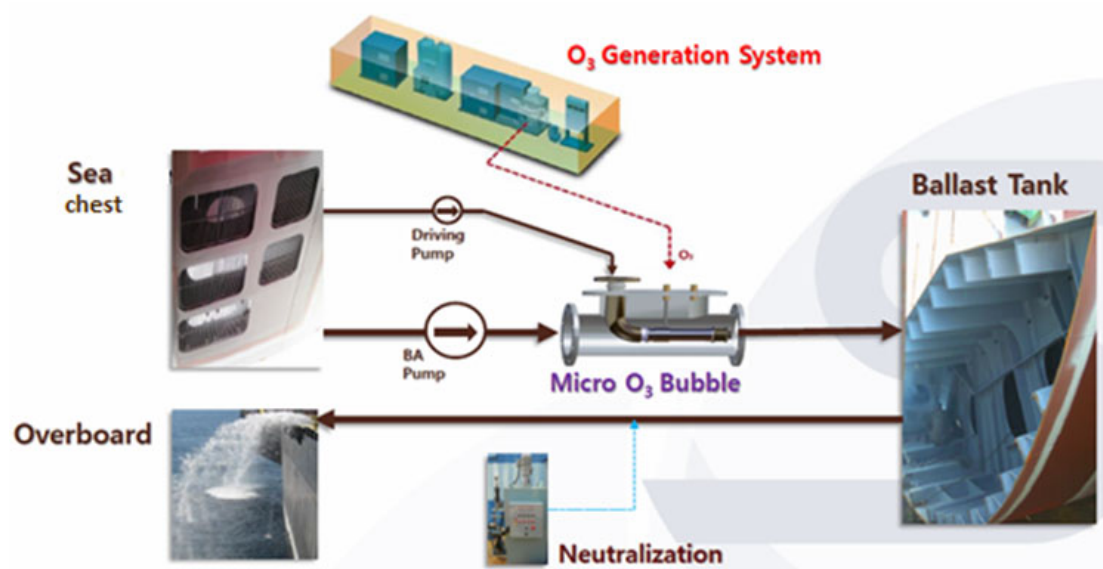 O₃ Generation System
Sea
chest
Driving
Pump
O₃
Ballast Tank
BA
Pump
Micro O₃ Bubble
Overboard
Neutralization